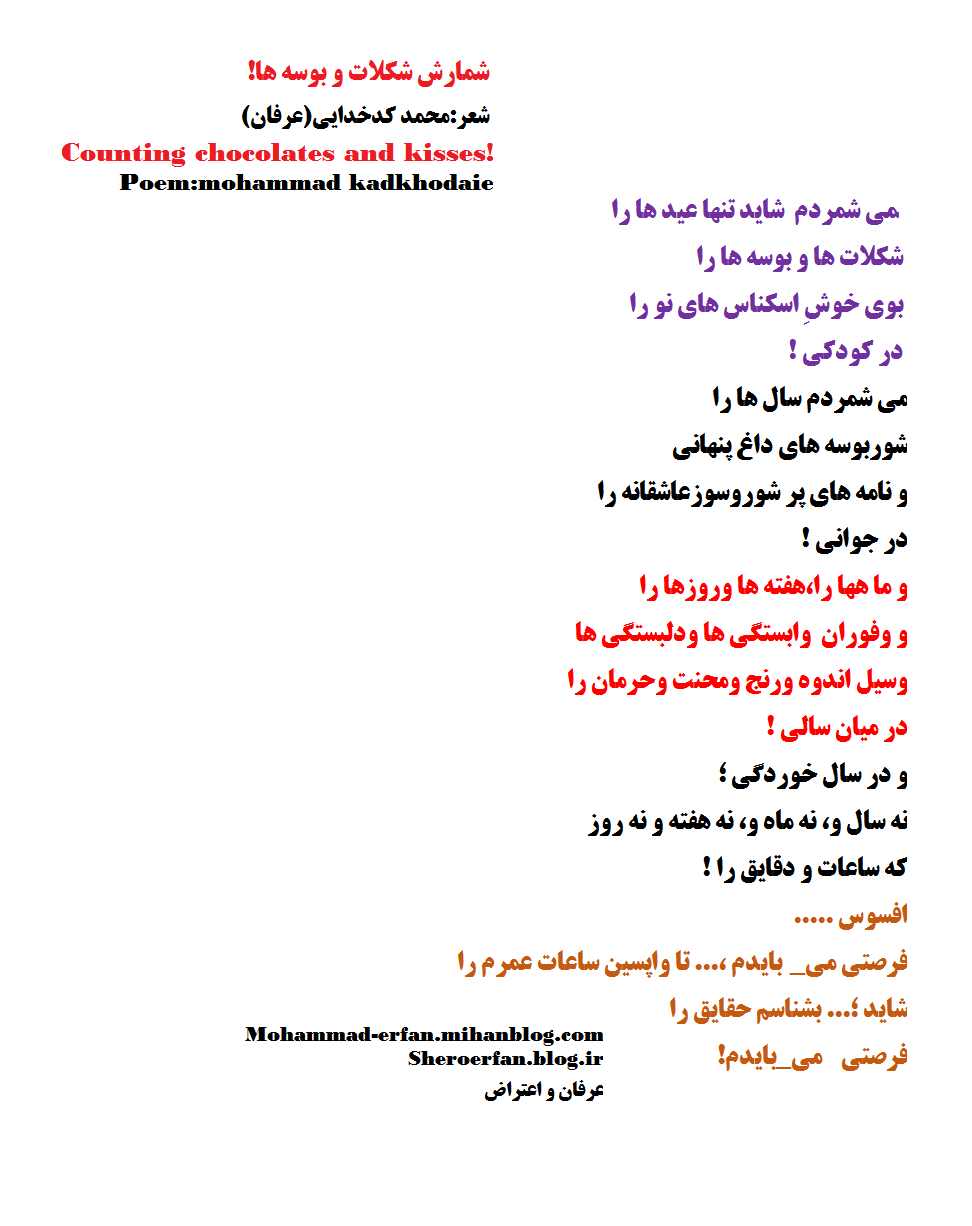 شمارش شکلات و بوسه ها!
شعر:محمد کدخدایی(عرفان)
Counting chocolates and kisses!
Poem:mohammad kadkhodaie
می شمردم شاید تنها عید ها را
شکلات ها و بوسه ها را
بوی خوشِ اسکناس های نو را
در کودکی !
می شمردم سال ها را
شوربوسه های داغ پنهانی
و نامه های پر شوروسوزعاشقانه را
در جوانی !
و ما هها را،هفته ها وروزها را
و وفوران وابستگی ها ودلبستگی ها
وسیل اندوه ورنج ومحنت وحرمان را
در میان سالی !
و در سال خوردگی ؛
نه سال و، نه ماه و، نه هفته و نه روز
که ساعات و دقایق را !
افسوس .....
فرصتی می_ بایدم ،... تا واپسین ساعات عمرم را
شاید ؛... بشناسم حقایق را
فرصتی می_بایدم!
Mohammad-erfan.mihanblog.com
Sheroerfan.blog.ir
عرفان و اعتراض